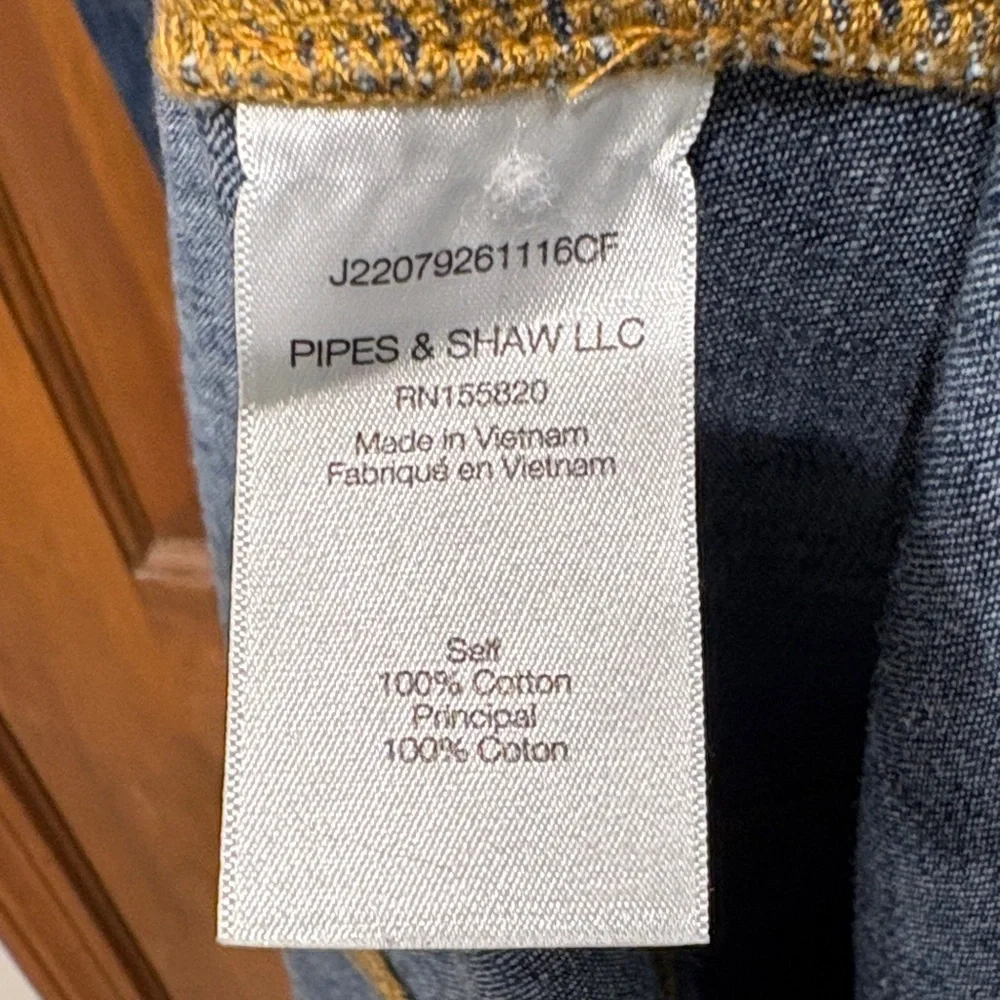 J22079261116CF
PIPES & SHAW LLC
RN155820
Made in Vietnam
Fabriqué en Vietnam
Self
100% Cotton
Principal
100% Coton